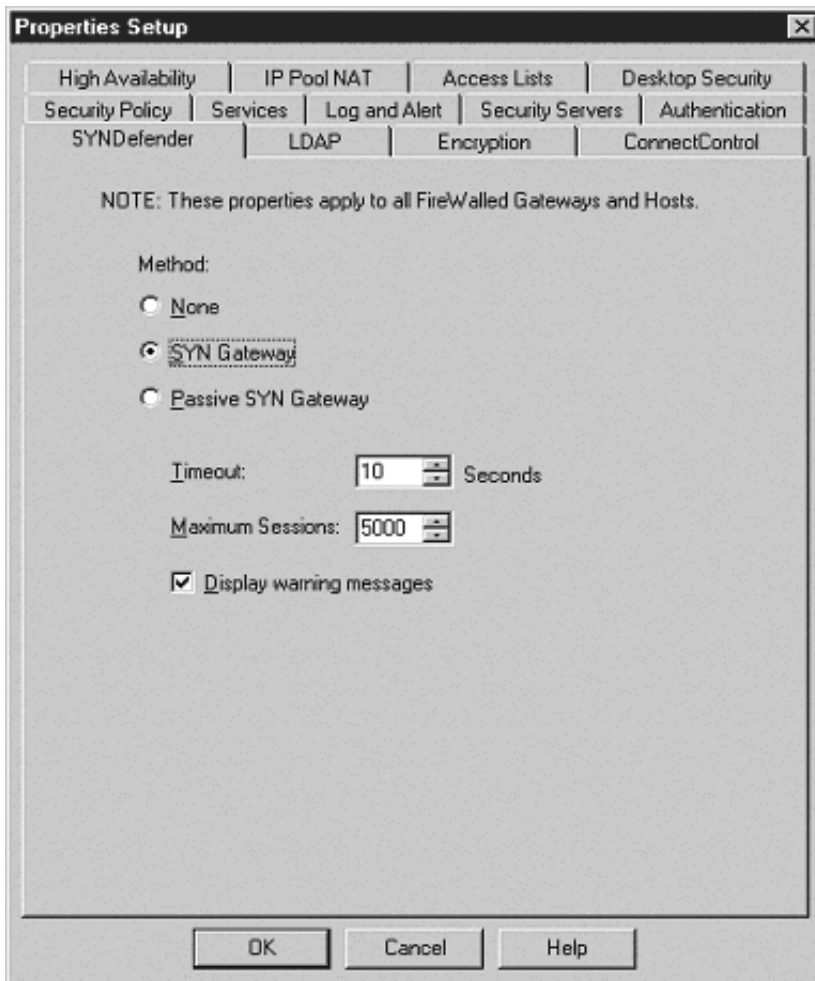 Properties Setup
High Availability IP Pool NAT Access Lists Desktop Security
Security Policy Services Log and Alert Security Servers Authentication
SYNDefender LDAP Encryption ConnectControl
NOTE: These properties apply to all FireWalled Gateways and Hosts.
Method:
None
SYN Gateway
Passive SYN Gateway
Timeout: 10 Seconds
Maximum Sessions: 5000
Display warning messages
OK Cancel Help